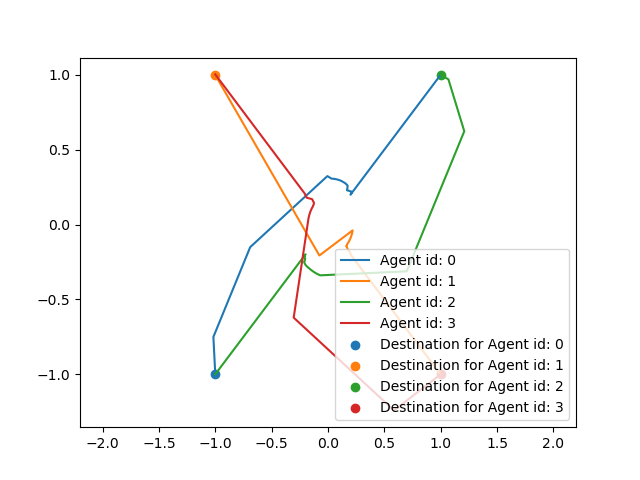 1.0
0.5
0.0
−0.5
−1.0
Agent id: 0
Agent id: 1
Agent id: 2
Agent id: 3
Destination for Agent id: 0
Destination for Agent id: 1
Destination for Agent id: 2
Destination for Agent id: 3
−2.0 −1.5 −1.0 −0.5 0.0 0.5 1.0 1.5 2.0